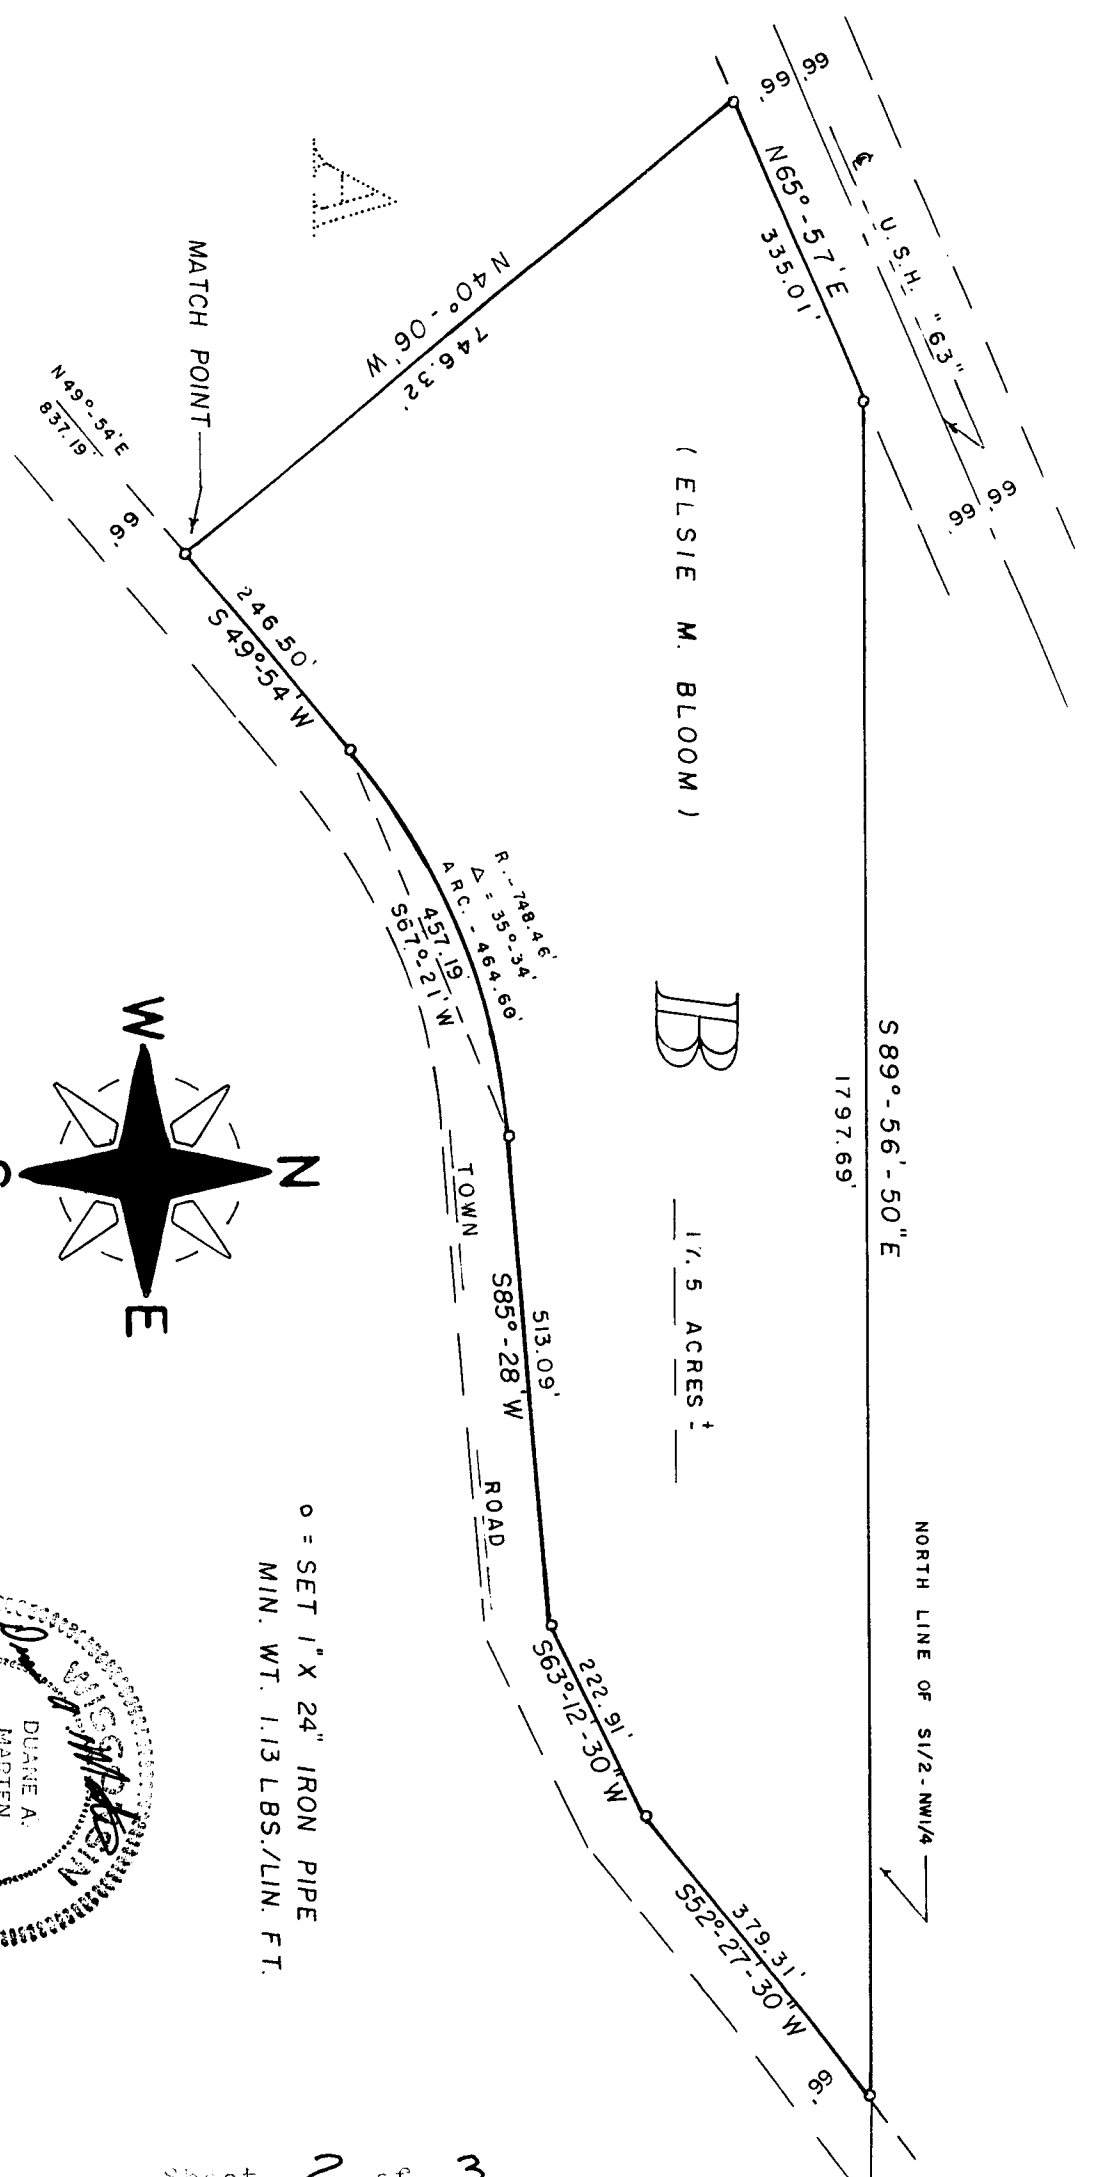 66'
66'
℄ U.S.H. "63"
66'
66'
N65°-57'E
335.01'
N40°-06'W
746.32'
A
MATCH POINT
N49°-54'E
837.19'
66'
246.50'
S49°-54'W
(ELSIE M. BLOOM)
R.-748.46'
Δ = 35°-34'
ARC.-464.60'
457.19'
S67°-21'W
B
17.5 ACRES±
S89°-56'-50"E
1797.69'
NORTH LINE OF S1/2-NW1/4
TOWN ROAD
513.09'
S85°-28'W
222.91'
S63°-12'-30"W
379.31'
S52°-27'-30"W
66'
N
W
E
S
o = SET 1" X 24" IRON PIPE
MIN. WT. 1.13 LBS./LIN. FT.
WISCONSIN
DUANE A.
MARTEN
Sheet 2 of 3